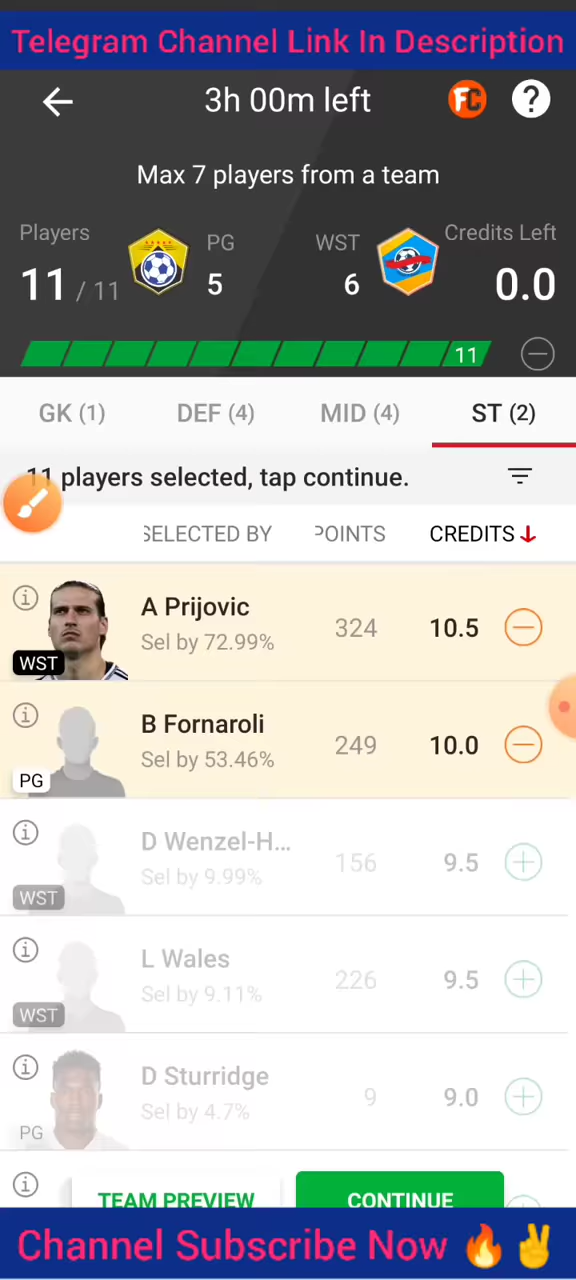 Telegram Channel Link In Description
3h 00m left
FC
?
Max 7 players from a team
Players
PG
WST
Credits Left
11 / 11
5
6
0.0
11
GK (1)
DEF (4)
MID (4)
ST (2)
11 players selected, tap continue.
SELECTED BY
POINTS
CREDITS
A Prijovic
Sel by 72.99%
324
10.5
WST
B Fornaroli
Sel by 53.46%
249
10.0
PG
D Wenzel-H...
Sel by 9.99%
156
9.5
WST
L Wales
Sel by 9.11%
226
9.5
WST
D Sturridge
Sel by 4.7%
9
9.0
PG
TEAM PREVIEW
CONTINUE
Channel Subscribe Now 🔥✌